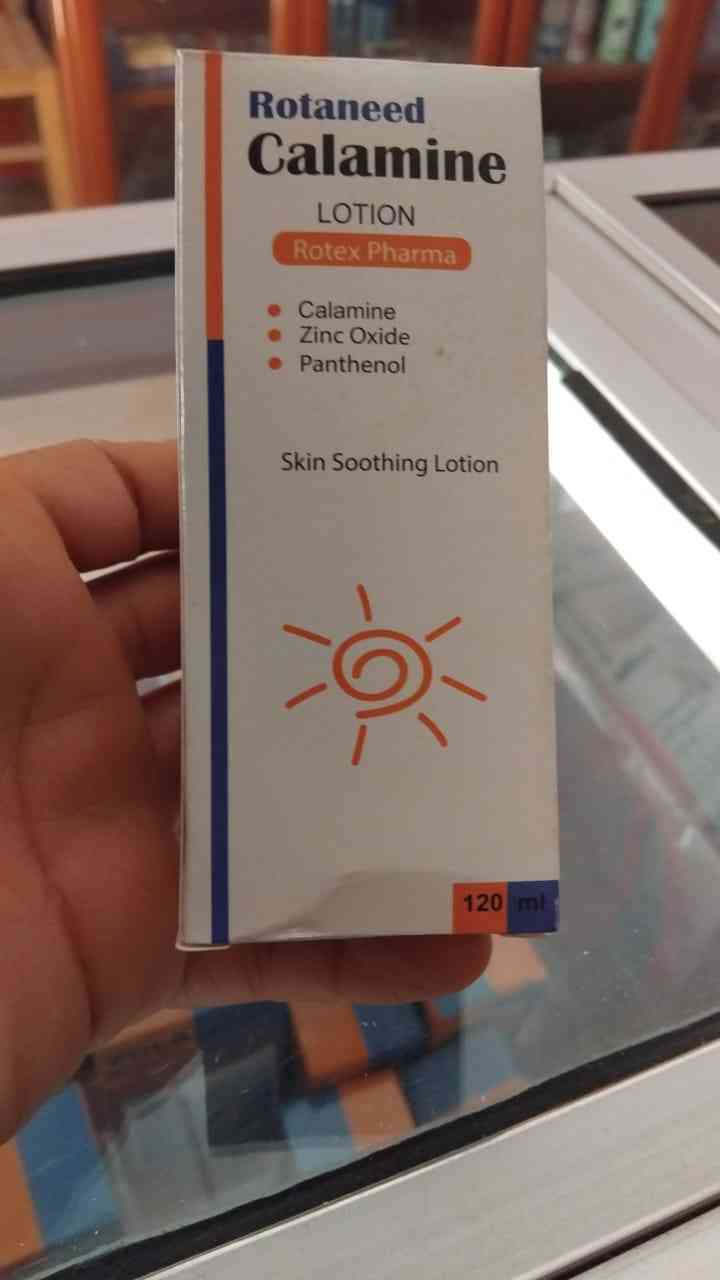 Rotaneed
Calamine
LOTION
Rotex Pharma
Calamine
Zinc Oxide
Panthenol
Skin Soothing Lotion
120 ml